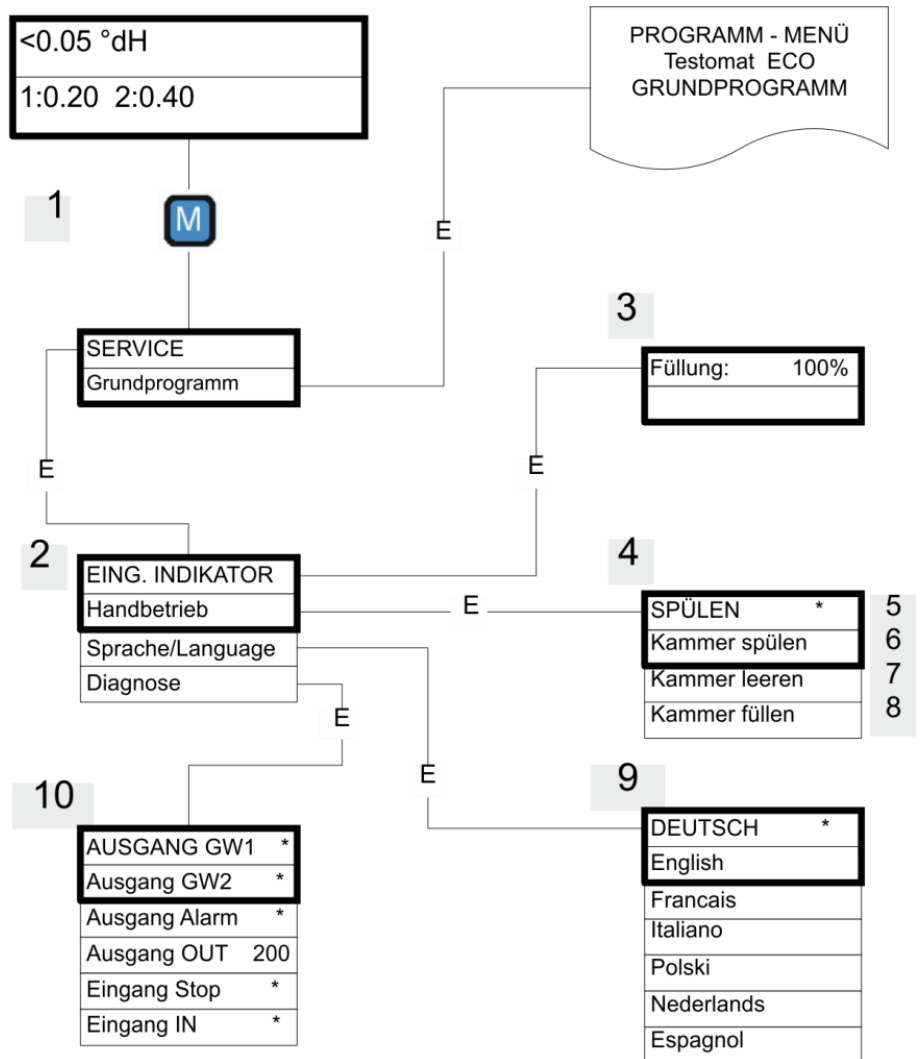 <0.05 °dH
1:0.20 2:0.40
PROGRAMM - MENÜ
Testomat ECO
GRUNDPROGRAMM
1
M
E
SERVICE
Grundprogramm
3
Füllung: 100%
E
E
2
EING. INDIKATOR
Handbetrieb
Sprache/Language
Diagnose
E
4
SPÜLEN * 5
Kammer spülen 6
Kammer leeren 7
Kammer füllen 8
E
E
10
AUSGANG GW1 *
Ausgang GW2 *
Ausgang Alarm *
Ausgang OUT 200
Eingang Stop *
Eingang IN *
9
DEUTSCH *
English
Francais
Italiano
Polski
Nederlands
Espagnol